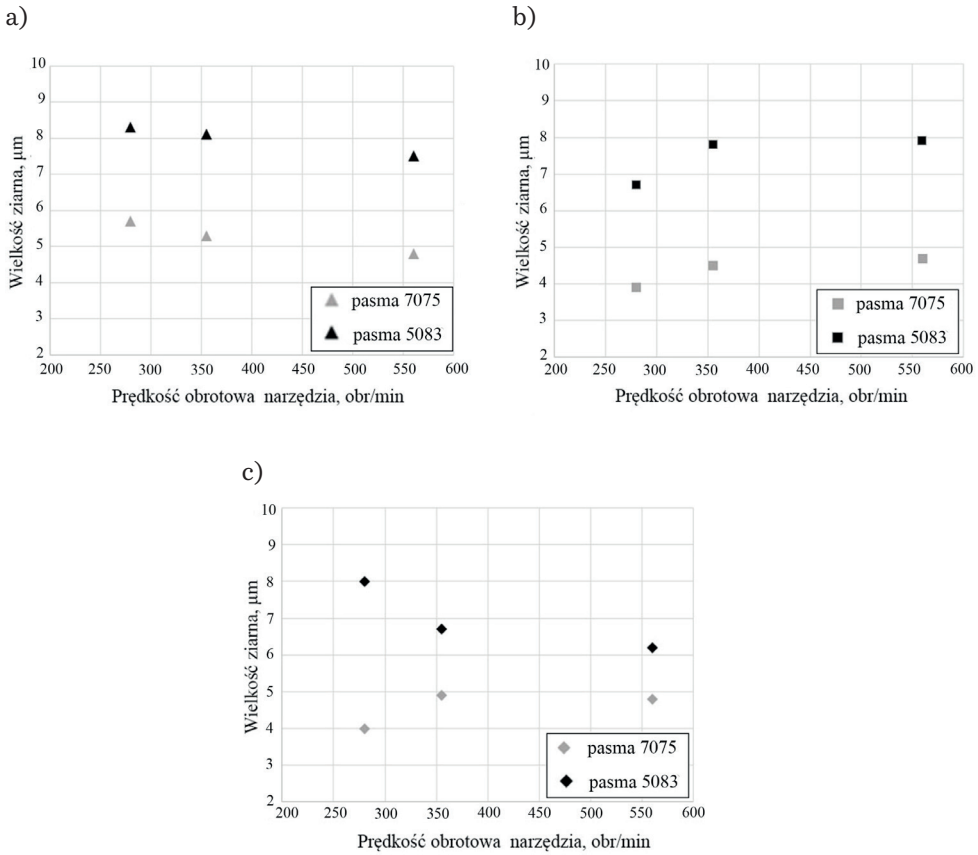 a)
10
9
8
7
6
5
4
3
2
Wielkość ziarna, μm
200 250 300 350 400 450 500 550 600
Prędkość obrotowa narzędzia, obr/min
pasma 7075
pasma 5083
b)
10
9
8
7
6
5
4
3
2
Wielkość ziarna, μm
200 250 300 350 400 450 500 550 600
Prędkość obrotowa narzędzia, obr/min
pasma 7075
pasma 5083
c)
10
9
8
7
6
5
4
3
2
Wielkość ziarna, μm
200 250 300 350 400 450 500 550 600
Prędkość obrotowa narzędzia, obr/min
pasma 7075
pasma 5083